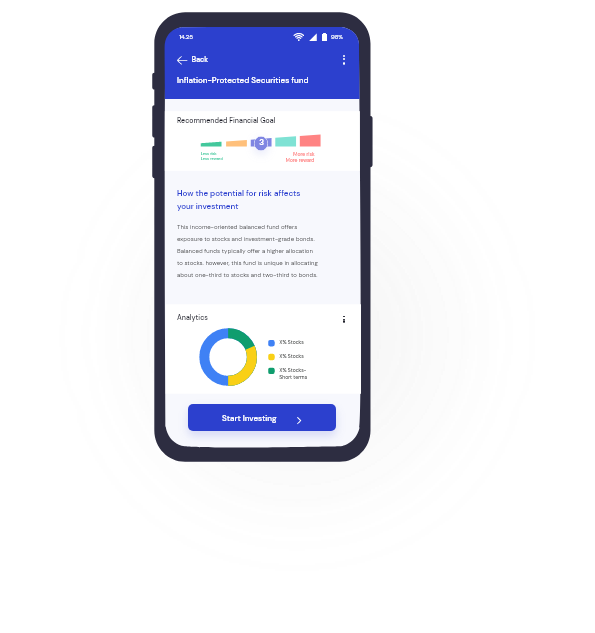 14.25
98%
Back
Inflation-Protected Securities fund
Recommended Financial Goal
3
Less risk
Less reward
More risk
More reward
How the potential for risk affects
your investment
This income-oriented balanced fund offers
exposure to stocks and investment-grade bonds.
Balanced funds typically offer a higher allocation
to stocks. however, this fund is unique in allocating
about one-third to stocks and two-third to bonds.
Analytics
X% Stocks
X% Stocks
X% Stocks-
Short terms
Start Investing